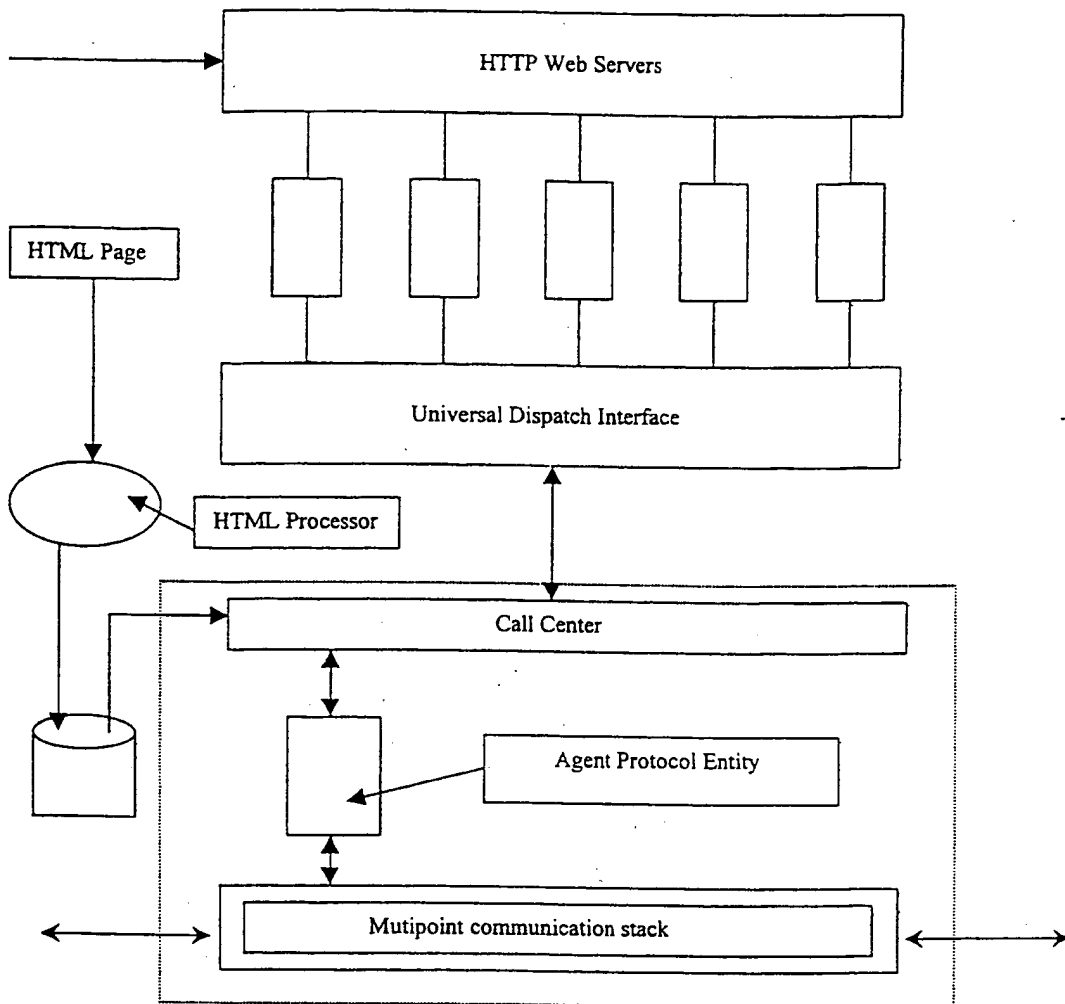 HTTP Web Servers
HTML Page
Universal Dispatch Interface
HTML Processor
Call Center
Agent Protocol Entity
Mutipoint communication stack